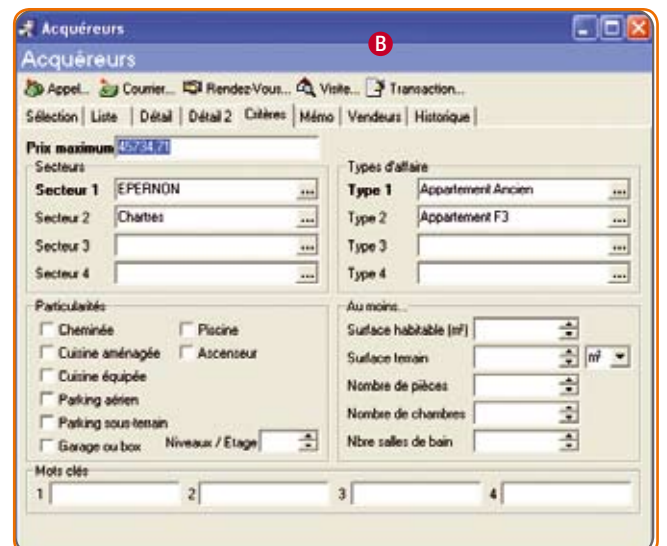 Acquéreurs
B
Acquéreurs
Appel... Courrier... Rendez-Vous... Visite... Transaction...
Sélection Liste Détail Détail 2 Critères Mémo Vendeurs Historique
Prix maximum 45734,71
Secteurs
Secteur 1 EPERNON ...
Secteur 2 Chartres ...
Secteur 3 ...
Secteur 4 ...
Types d'affaire
Type 1 Appartement Ancien ...
Type 2 Appartement F3 ...
Type 3 ...
Type 4 ...
Particularités
Cheminée Piscine
Cuisine aménagée Ascenseur
Cuisine équipée
Parking aérien
Parking sous-terrain
Garage ou box Niveaux / Etage
Au moins...
Surface habitable (m²)
Surface terrain m²
Nombre de pièces
Nombre de chambres
Nbre salles de bain
Mots clés
1 2 3 4